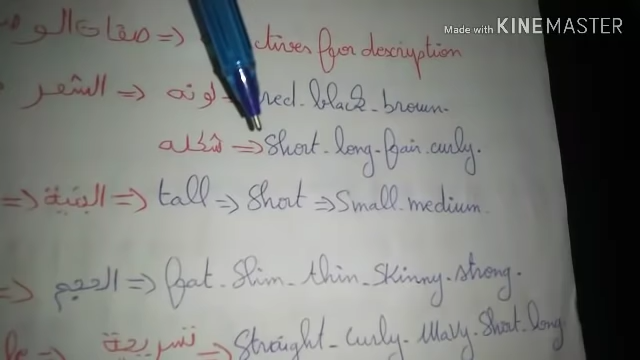 Made with KINEMASTER
صفات الو => ctives for description
الشعر <= لونه => red - black - brown.
شكله => Short - long - fair - curly.
<= البنية => tall => Short => Small - medium.
<= الحجم => fat - Slim - thin - Skinny - strong.
تسريحة => Straight - Curly - Wavy - Short - long